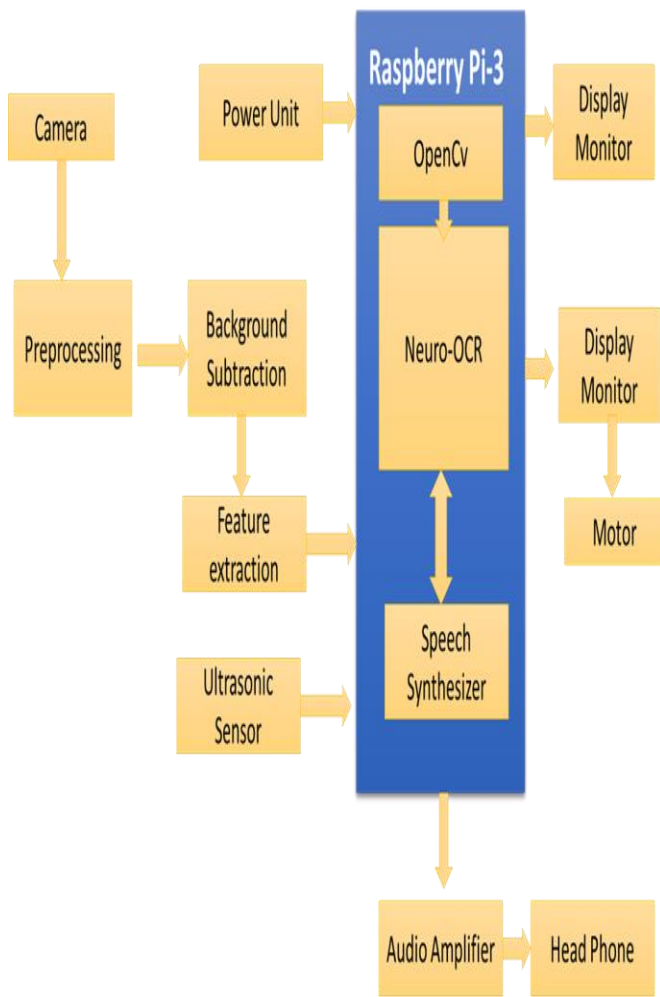 Raspberry Pi-3
Camera
Power Unit
OpenCv
Display
Monitor
Preprocessing
Background
Subtraction
Neuro-OCR
Display
Monitor
Feature
extraction
Motor
Ultrasonic
Sensor
Speech
Synthesizer
Audio Amplifier
Head Phone